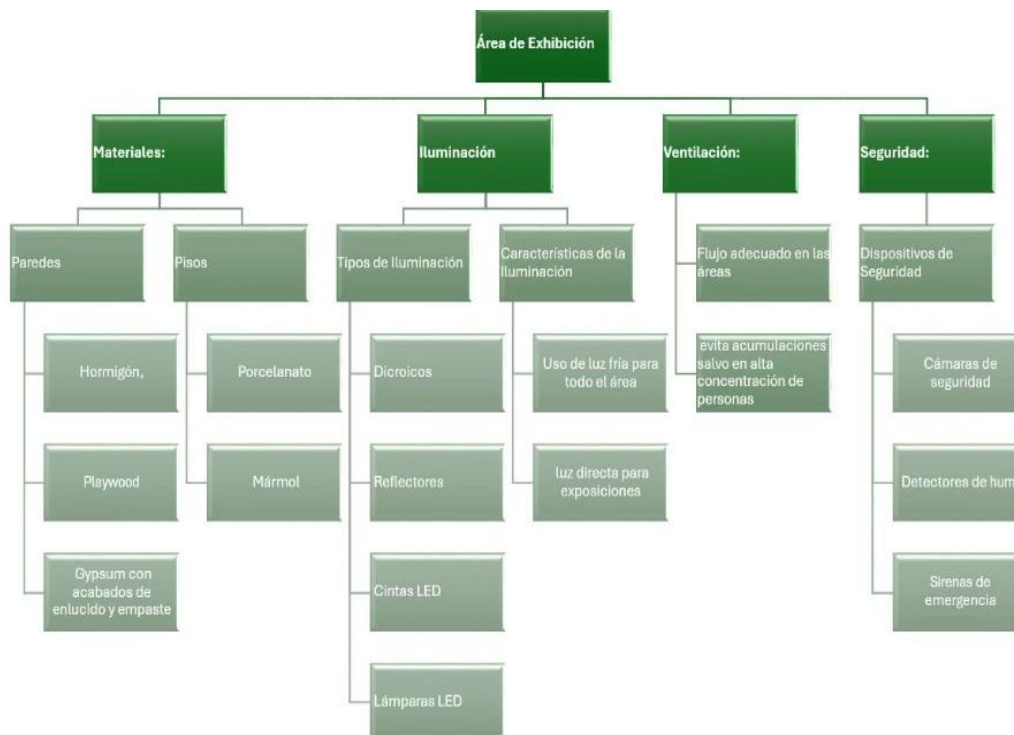 Área de Exhibición
Materiales:
Iluminación
Ventilación:
Seguridad:
Paredes
Pisos
Tipos de Iluminación
Características de la
Iluminación
Flujo adecuado en las
áreas
Dispositivos de
Seguridad
Hormigón,
Porcelanato
Dicroicos
Uso de luz fría para
todo el área
evita acumulaciones
salvo en alta
concentración de
personas
Cámaras de
seguridad
Playwood
Mármol
Reflectores
luz directa para
exposiciones
Detectores de hum
Gypsum con
acabados de
enlucido y empaste
Cintas LED
Sirenas de
emergencia
Lámparas LED